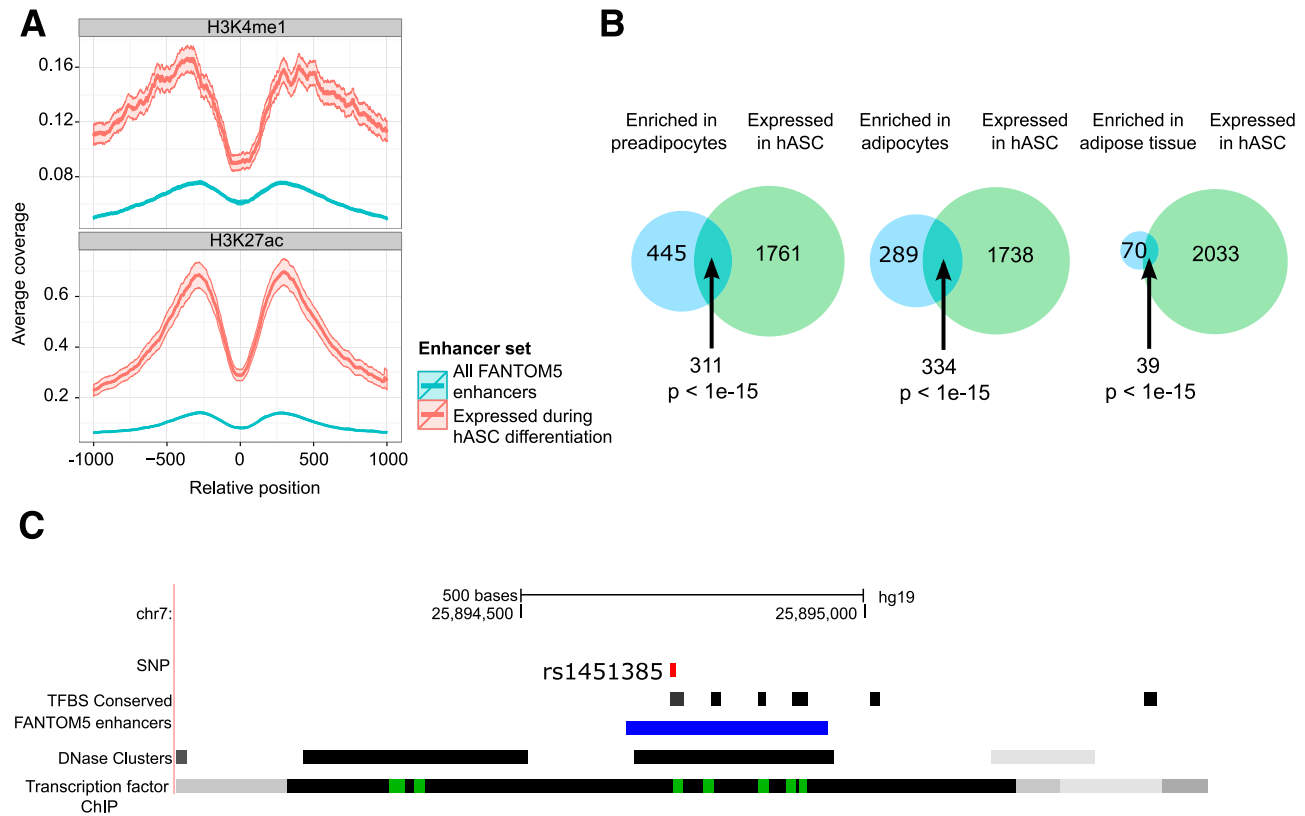 A
H3K4me1
0.16
0.12
0.08
H3K27ac
0.6
0.4
0.2
Average coverage
-1000
−500
0
500
1000
Relative position
Enhancer set
All FANTOM5
enhancers
Expressed during
hASC differentiation
B
Enriched in
preadipocytes
Expressed
in hASC
445
1761
311
p < 1e-15
Enriched in
adipocytes
Expressed
in hASC
289
1738
334
p < 1e-15
Enriched in
adipose tissue
Expressed
in hASC
70
2033
39
p < 1e-15
C
500 bases
hg19
chr7:
25,894,500
25,895,000
SNP
rs1451385
TFBS Conserved
FANTOM5 enhancers
DNase Clusters
Transcription factor
ChIP